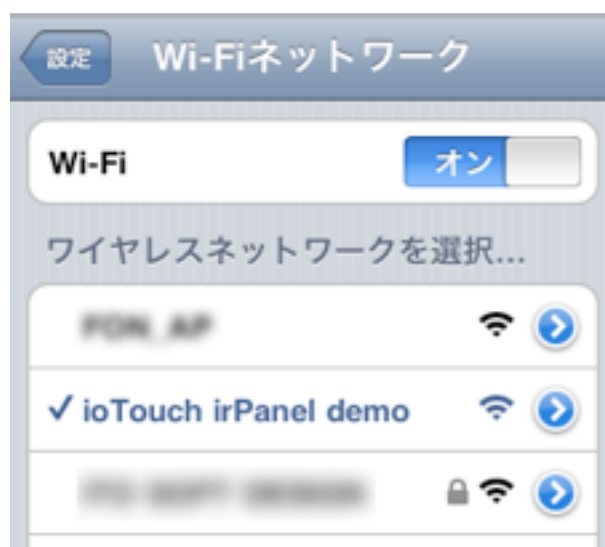 設定
Wi-Fiネットワーク
Wi-Fi
オン
ワイヤレスネットワークを選択...
✓ ioTouch irPanel demo